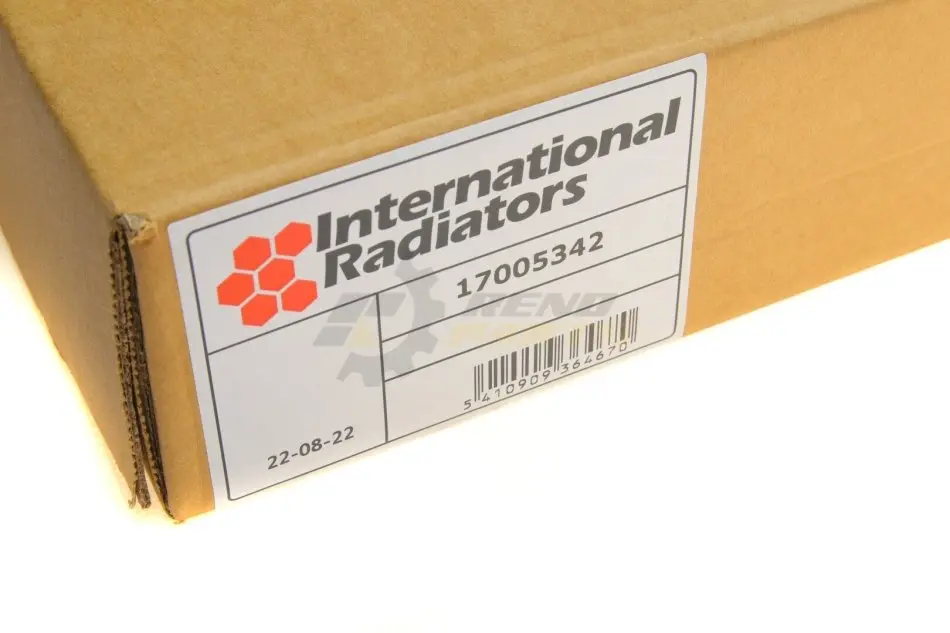 International
Radiators
17005342
5 410909 364670
22-08-22